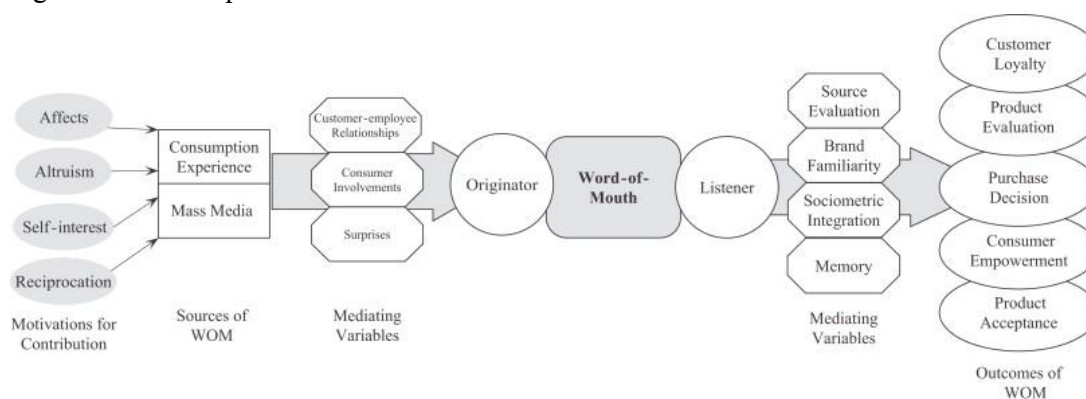 Affects
Altruism
Self-interest
Reciprocation
Motivations for
Contribution
Consumption
Experience
Mass Media
Sources of
WOM
Customer-employee
Relationships
Consumer
Involvements
Surprises
Mediating
Variables
Originator
Word-of-
Mouth
Listener
Source
Evaluation
Brand
Familiarity
Sociometric
Integration
Memory
Mediating
Variables
Customer
Loyalty
Product
Evaluation
Purchase
Decision
Consumer
Empowerment
Product
Acceptance
Outcomes of
WOM